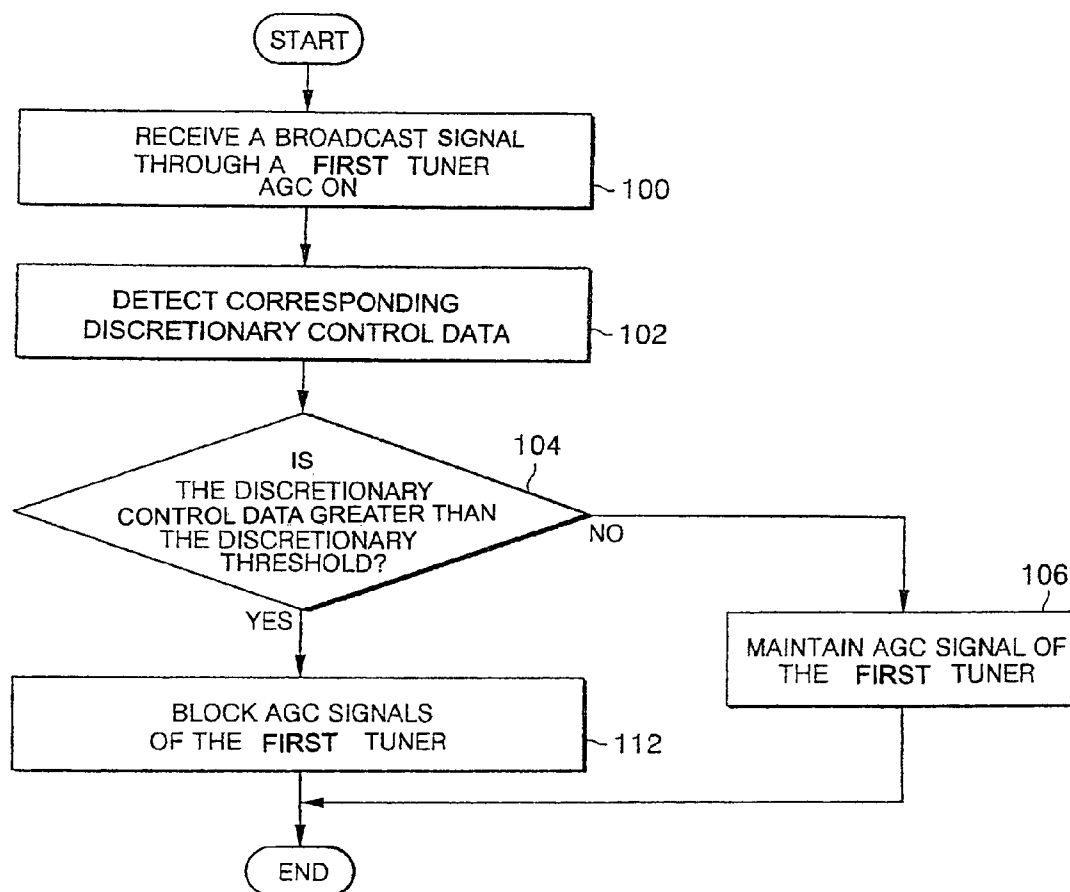 START
RECEIVE A BROADCAST SIGNAL
THROUGH A FIRST TUNER
AGC ON
100
DETECT CORRESPONDING
DISCRETIONARY CONTROL DATA
102
104
IS
THE DISCRETIONARY
CONTROL DATA GREATER THAN
THE DISCRETIONARY
THRESHOLD?
NO
YES
106
MAINTAIN AGC SIGNAL OF
THE FIRST TUNER
BLOCK AGC SIGNALS
OF THE FIRST TUNER
112
END